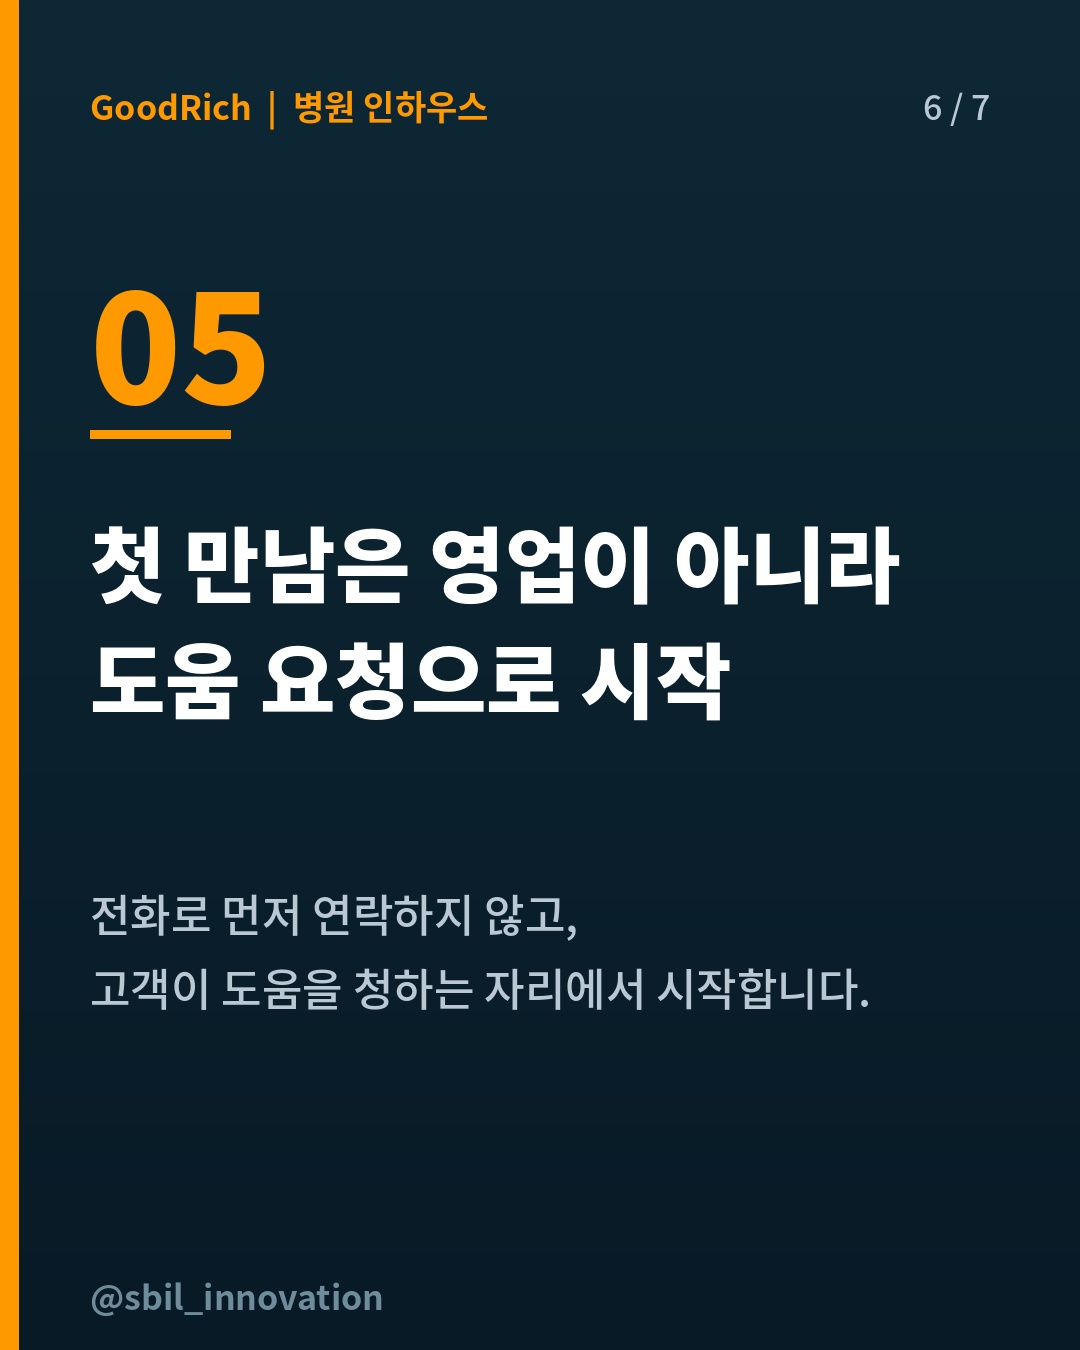 GoodRich | 병원 인하우스
6 / 7
05
첫 만남은 영업이 아니라
도움 요청으로 시작
전화로 먼저 연락하지 않고,
고객이 도움을 청하는 자리에서 시작합니다.
@sbil_innovation